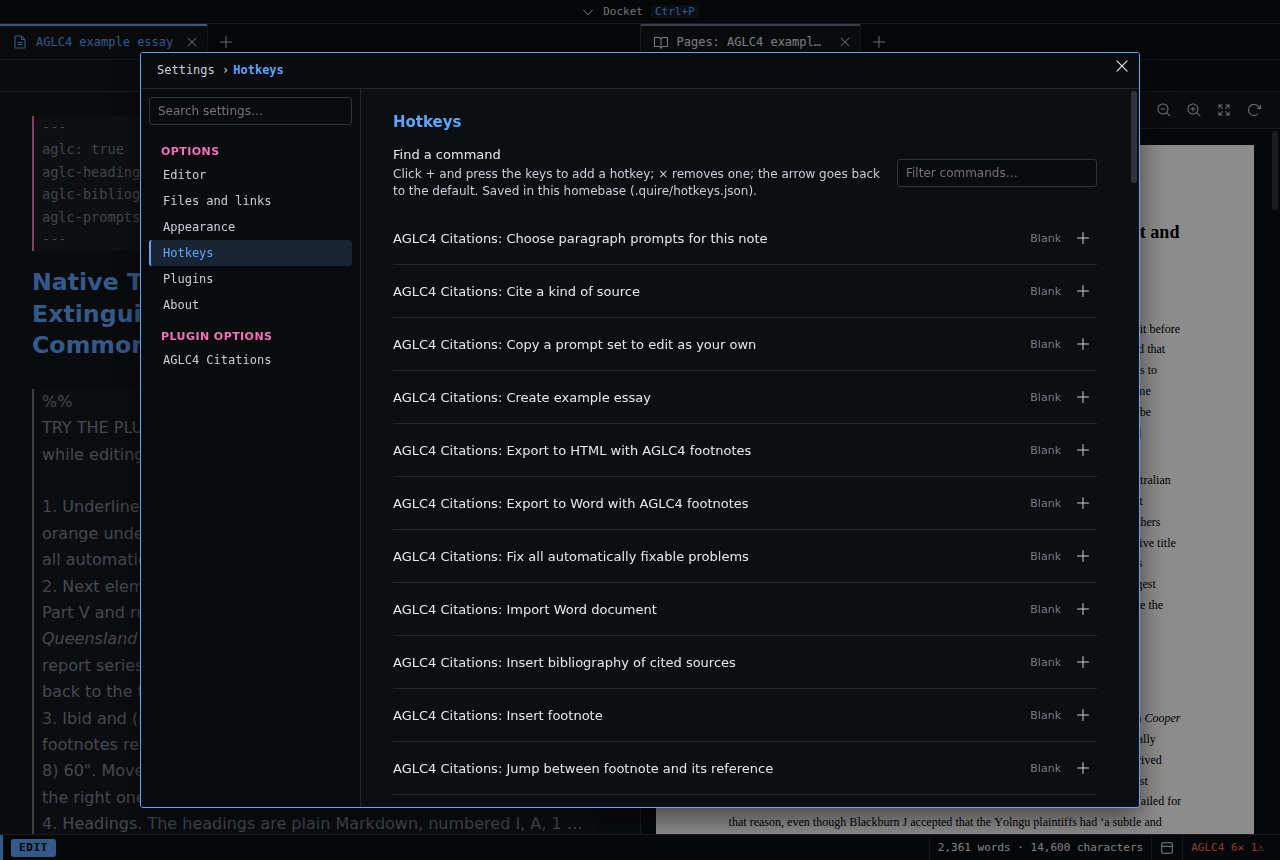 Docket Ctrl+P
AGLC4 example essay
Pages: AGLC4 exampl…
Settings › Hotkeys
Search settings…
OPTIONS
Editor
Files and links
Appearance
Hotkeys
Plugins
About
PLUGIN OPTIONS
AGLC4 Citations
Hotkeys
Find a command
Click + and press the keys to add a hotkey; × removes one; the arrow goes back
to the default. Saved in this homebase (.quire/hotkeys.json).
Filter commands…
AGLC4 Citations: Choose paragraph prompts for this note Blank
AGLC4 Citations: Cite a kind of source Blank
AGLC4 Citations: Copy a prompt set to edit as your own Blank
AGLC4 Citations: Create example essay Blank
AGLC4 Citations: Export to HTML with AGLC4 footnotes Blank
AGLC4 Citations: Export to Word with AGLC4 footnotes Blank
AGLC4 Citations: Fix all automatically fixable problems Blank
AGLC4 Citations: Import Word document Blank
AGLC4 Citations: Insert bibliography of cited sources Blank
AGLC4 Citations: Insert footnote Blank
AGLC4 Citations: Jump between footnote and its reference Blank
---
aglc: true
aglc-heading
aglc-bibliog
aglc-prompts
---
Native
Extingui
Common
%%
TRY THE PLU
while editing
1. Underline
orange unde
all automati
2. Next elem
Part V and ru
Queensland
report series
back to the
3. Ibid and (
footnotes re
8) 60". Move
the right one
4. Headings. The headings are plain Markdown, numbered I, A, 1 …
t and
it before
d that
s to
ne
be
tralian
t
hers
ive title
s
gest
e the
Cooper
ally
ived
st
ailed for
that reason, even though Blackburn J accepted that the Yolngu plaintiffs had ‘a subtle and
EDIT
2,361 words · 14,600 characters
AGLC4 6× 1⚠